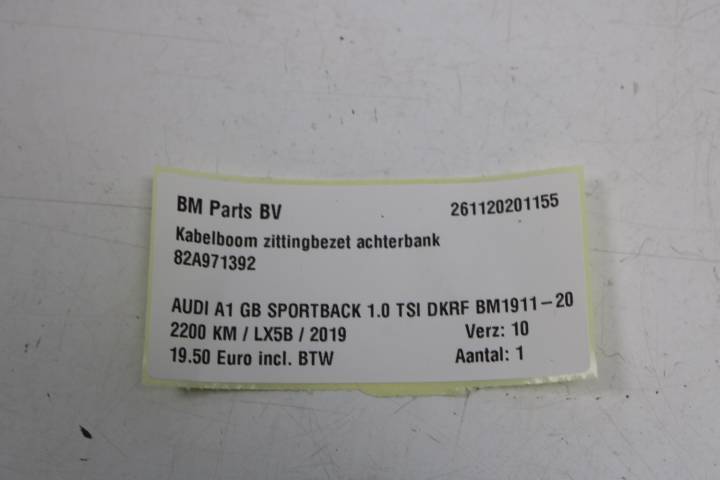 BM Parts BV 261120201155
Kabelboom zittingbezet achterbank
82A971392
AUDI A1 GB SPORTBACK 1.0 TSI DKRF BM1911-20
2200 KM / LX5B / 2019 Verz: 10
19.50 Euro incl. BTW Aantal: 1